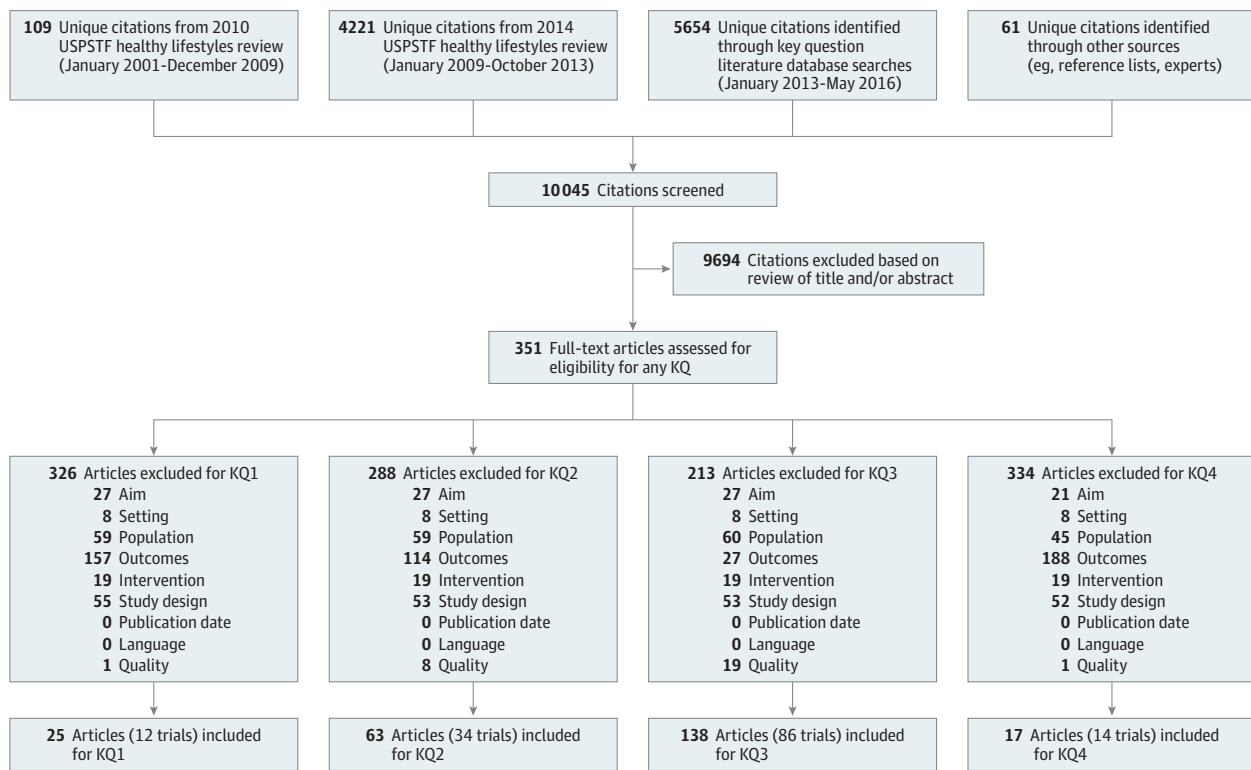 109 Unique citations from 2010
USPSTF healthy lifestyles review
(January 2001-December 2009)
4221 Unique citations from 2014
USPSTF healthy lifestyles review
(January 2009-October 2013)
5654 Unique citations identified
through key question
literature database searches
(January 2013-May 2016)
61 Unique citations identified
through other sources
(eg, reference lists, experts)
10045 Citations screened
9694 Citations excluded based on
review of title and/or abstract
351 Full-text articles assessed for
eligibility for any KQ
326 Articles excluded for KQ1
27 Aim
8 Setting
59 Population
157 Outcomes
19 Intervention
55 Study design
0 Publication date
0 Language
1 Quality
288 Articles excluded for KQ2
27 Aim
8 Setting
59 Population
114 Outcomes
19 Intervention
53 Study design
0 Publication date
0 Language
8 Quality
213 Articles excluded for KQ3
27 Aim
8 Setting
60 Population
27 Outcomes
19 Intervention
53 Study design
0 Publication date
0 Language
19 Quality
334 Articles excluded for KQ4
21 Aim
8 Setting
45 Population
188 Outcomes
19 Intervention
52 Study design
0 Publication date
0 Language
1 Quality
25 Articles (12 trials) included
for KQ1
63 Articles (34 trials) included
for KQ2
138 Articles (86 trials) included
for KQ3
17 Articles (14 trials) included
for KQ4